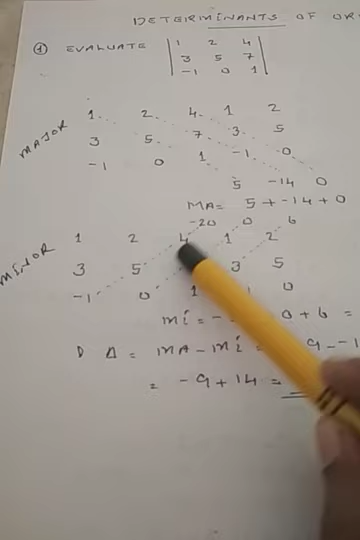 DETERMINANTS OF OR
① EVALUATE | 1 2 4 |
| 3 5 7 |
| -1 0 1 |
MAJOR
1 2 4 1 2
3 5 7 3 5
-1 0 1 -1 0
5 -14 0
MA = 5 + -14 + 0
-20 0 6
MINOR
1 2 4 1 2
3 5 3 5
-1 0 1 0
mi = - 0 + 6 =
D Δ = MA - Mi = 9 - - 1
= -9 + 14 =